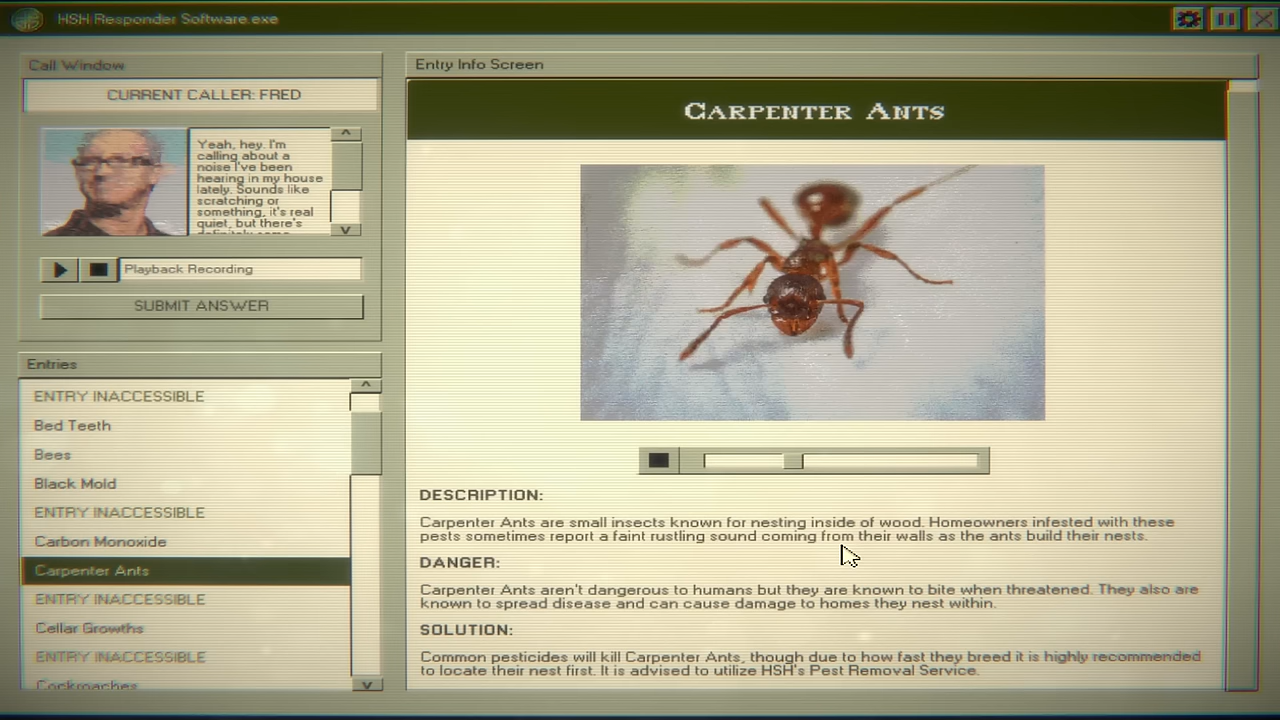 HSH Responder Software.exe
Call Window
CURRENT CALLER: FRED
Yeah, hey. I'm
calling about a
noise I've been
hearing in my house
lately. Sounds like
scratching or
something, it's real
quiet, but there's
definitely some
Playback Recording
SUBMIT ANSWER
Entries
ENTRY INACCESSIBLE
Bed Teeth
Bees
Black Mold
ENTRY INACCESSIBLE
Carbon Monoxide
Carpenter Ants
ENTRY INACCESSIBLE
Cellar Growths
ENTRY INACCESSIBLE
Cockroaches
Entry Info Screen
Carpenter Ants
DESCRIPTION:
Carpenter Ants are small insects known for nesting inside of wood. Homeowners infested with these
pests sometimes report a faint rustling sound coming from their walls as the ants build their nests.
DANGER:
Carpenter Ants aren't dangerous to humans but they are known to bite when threatened. They also are
known to spread disease and can cause damage to homes they nest within.
SOLUTION:
Common pesticides will kill Carpenter Ants, though due to how fast they breed it is highly recommended
to locate their nest first. It is advised to utilize HSH's Pest Removal Service.